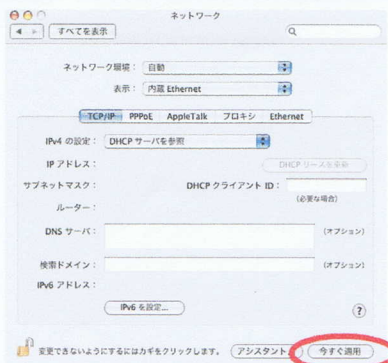 ネットワーク
すべてを表示
ネットワーク環境： 自動
表示： 内蔵 Ethernet
TCP/IP PPPoE AppleTalk プロキシ Ethernet
IPv4 の設定： DHCP サーバを参照
IP アドレス： DHCP リースを更新
サブネットマスク： DHCP クライアント ID：
（必要な場合）
ルーター：
DNS サーバ： （オプション）
検索ドメイン： （オプション）
IPv6 アドレス：
IPv6 を設定... ?
変更できないようにするにはカギをクリックします。 アシスタント... 今すぐ適用